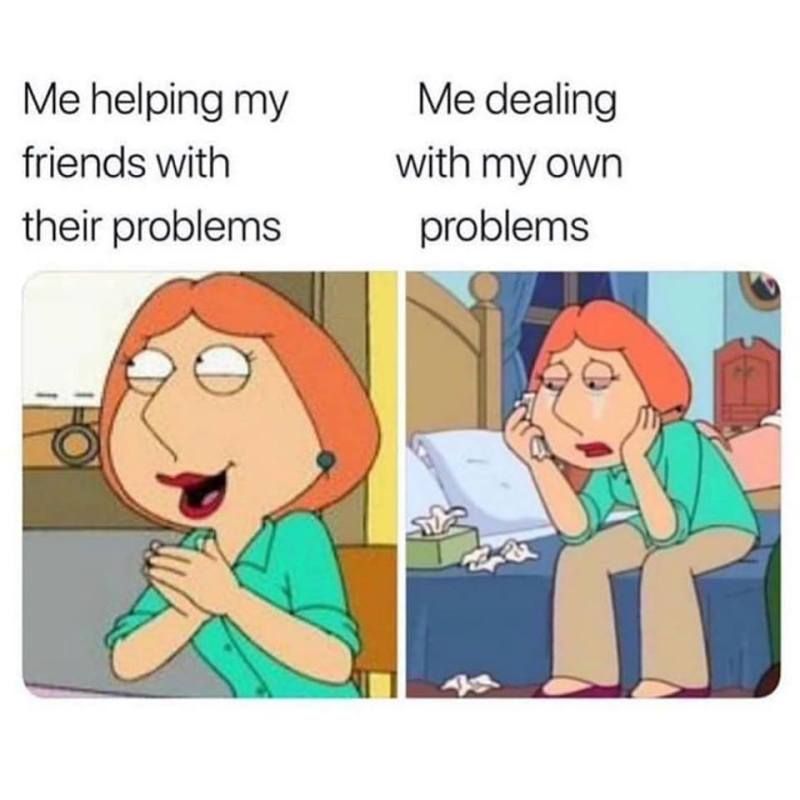 Me helping my
friends with
their problems
Me dealing
with my own
problems